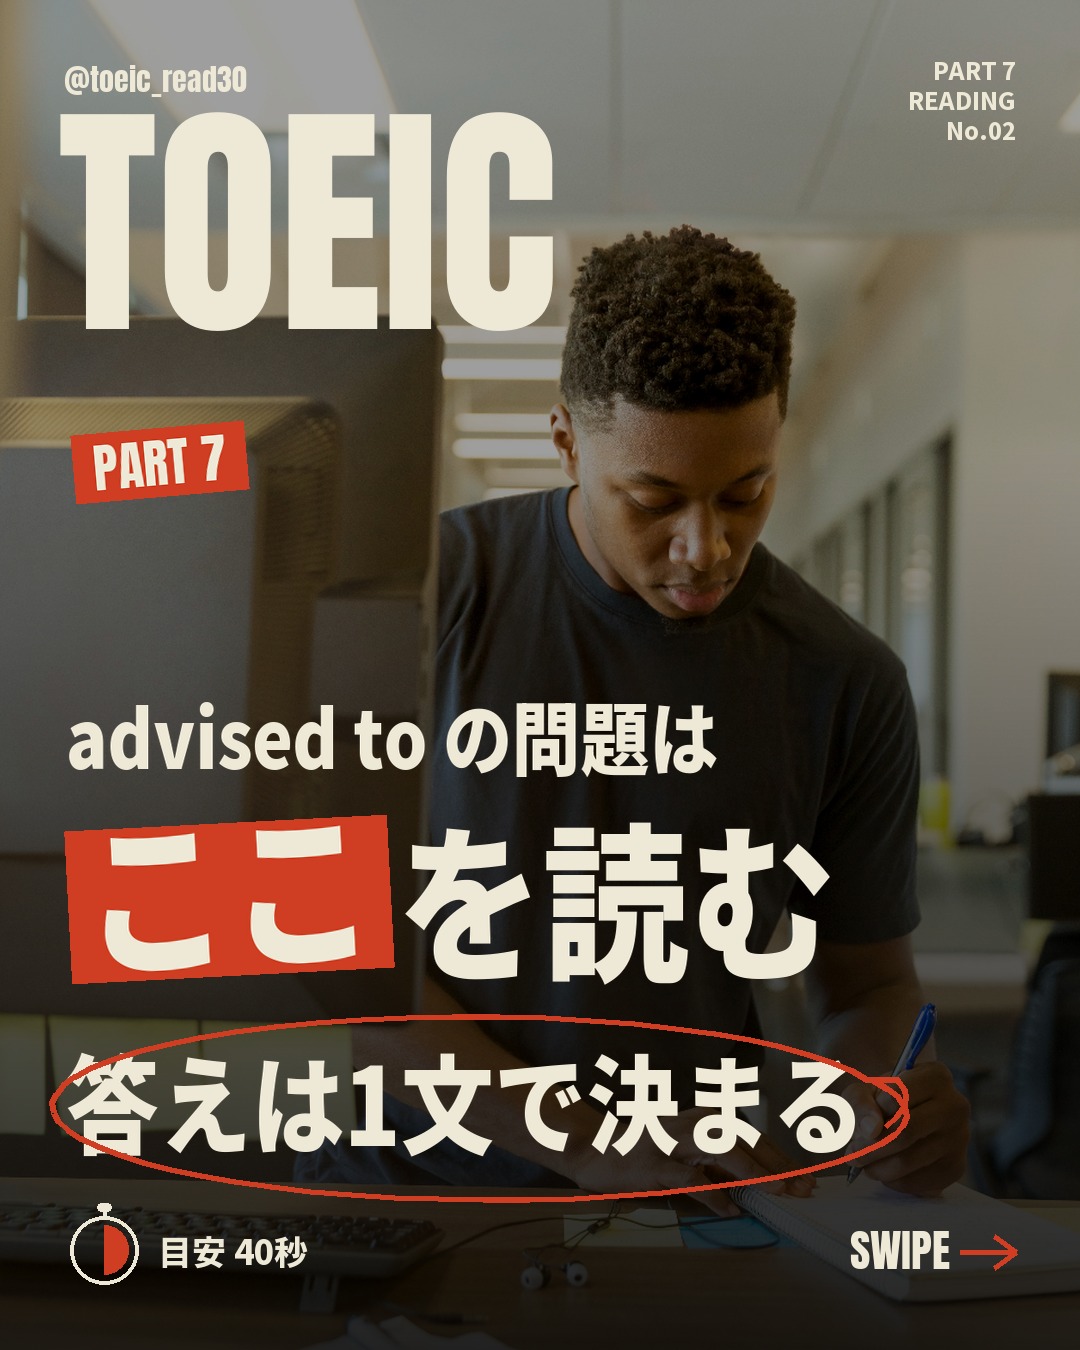 @toeic_read30
PART 7
READING
No.02
TOEIC
PART 7
advised to の問題は
ここを読む
答えは1文で決まる
目安 40秒
SWIPE